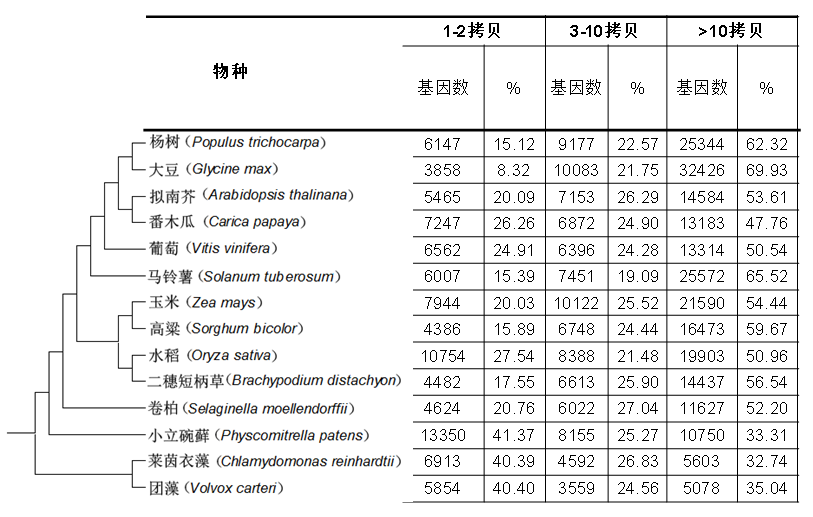 物种 1-2拷贝 3-10拷贝 >10拷贝
基因数 % 基因数 % 基因数 %
杨树（Populus trichocarpa） 6147 15.12 9177 22.57 25344 62.32
大豆（Glycine max） 3858 8.32 10083 21.75 32426 69.93
拟南芥（Arabidopsis thalinana） 5465 20.09 7153 26.29 14584 53.61
番木瓜（Carica papaya） 7247 26.26 6872 24.90 13183 47.76
葡萄（Vitis vinifera） 6562 24.91 6396 24.28 13314 50.54
马铃薯（Solanum tuberosum） 6007 15.39 7451 19.09 25572 65.52
玉米（Zea mays） 7944 20.03 10122 25.52 21590 54.44
高粱（Sorghum bicolor） 4386 15.89 6748 24.44 16473 59.67
水稻（Oryza sativa） 10754 27.54 8388 21.48 19903 50.96
二穗短柄草（Brachypodium distachyon） 4482 17.55 6613 25.90 14437 56.54
卷柏（Selaginella moellendorffii） 4624 20.76 6022 27.04 11627 52.20
小立碗藓（Physcomitrella patens） 13350 41.37 8155 25.27 10750 33.31
莱茵衣藻（Chlamydomonas reinhardtii） 6913 40.39 4592 26.83 5603 32.74
团藻（Volvox carteri） 5854 40.40 3559 24.56 5078 35.04